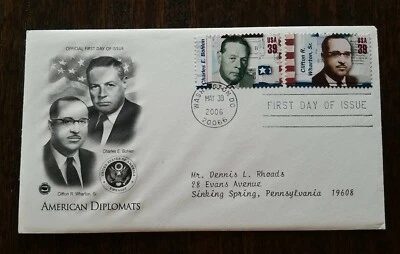 OFFICIAL FIRST DAY OF ISSUE
Charles E. Bohlen
USA
39
Clifton R. Wharton, Sr.
USA
39
WASHINGTON, DC
MAY 30
2006
20066
FIRST DAY OF ISSUE
Charles E. Bohlen
Clifton R. Wharton, Sr.
AMERICAN DIPLOMATS
Mr. Dennis L. Rhoads
28 Evans Avenue
Sinking Spring, Pennsylvania 19608